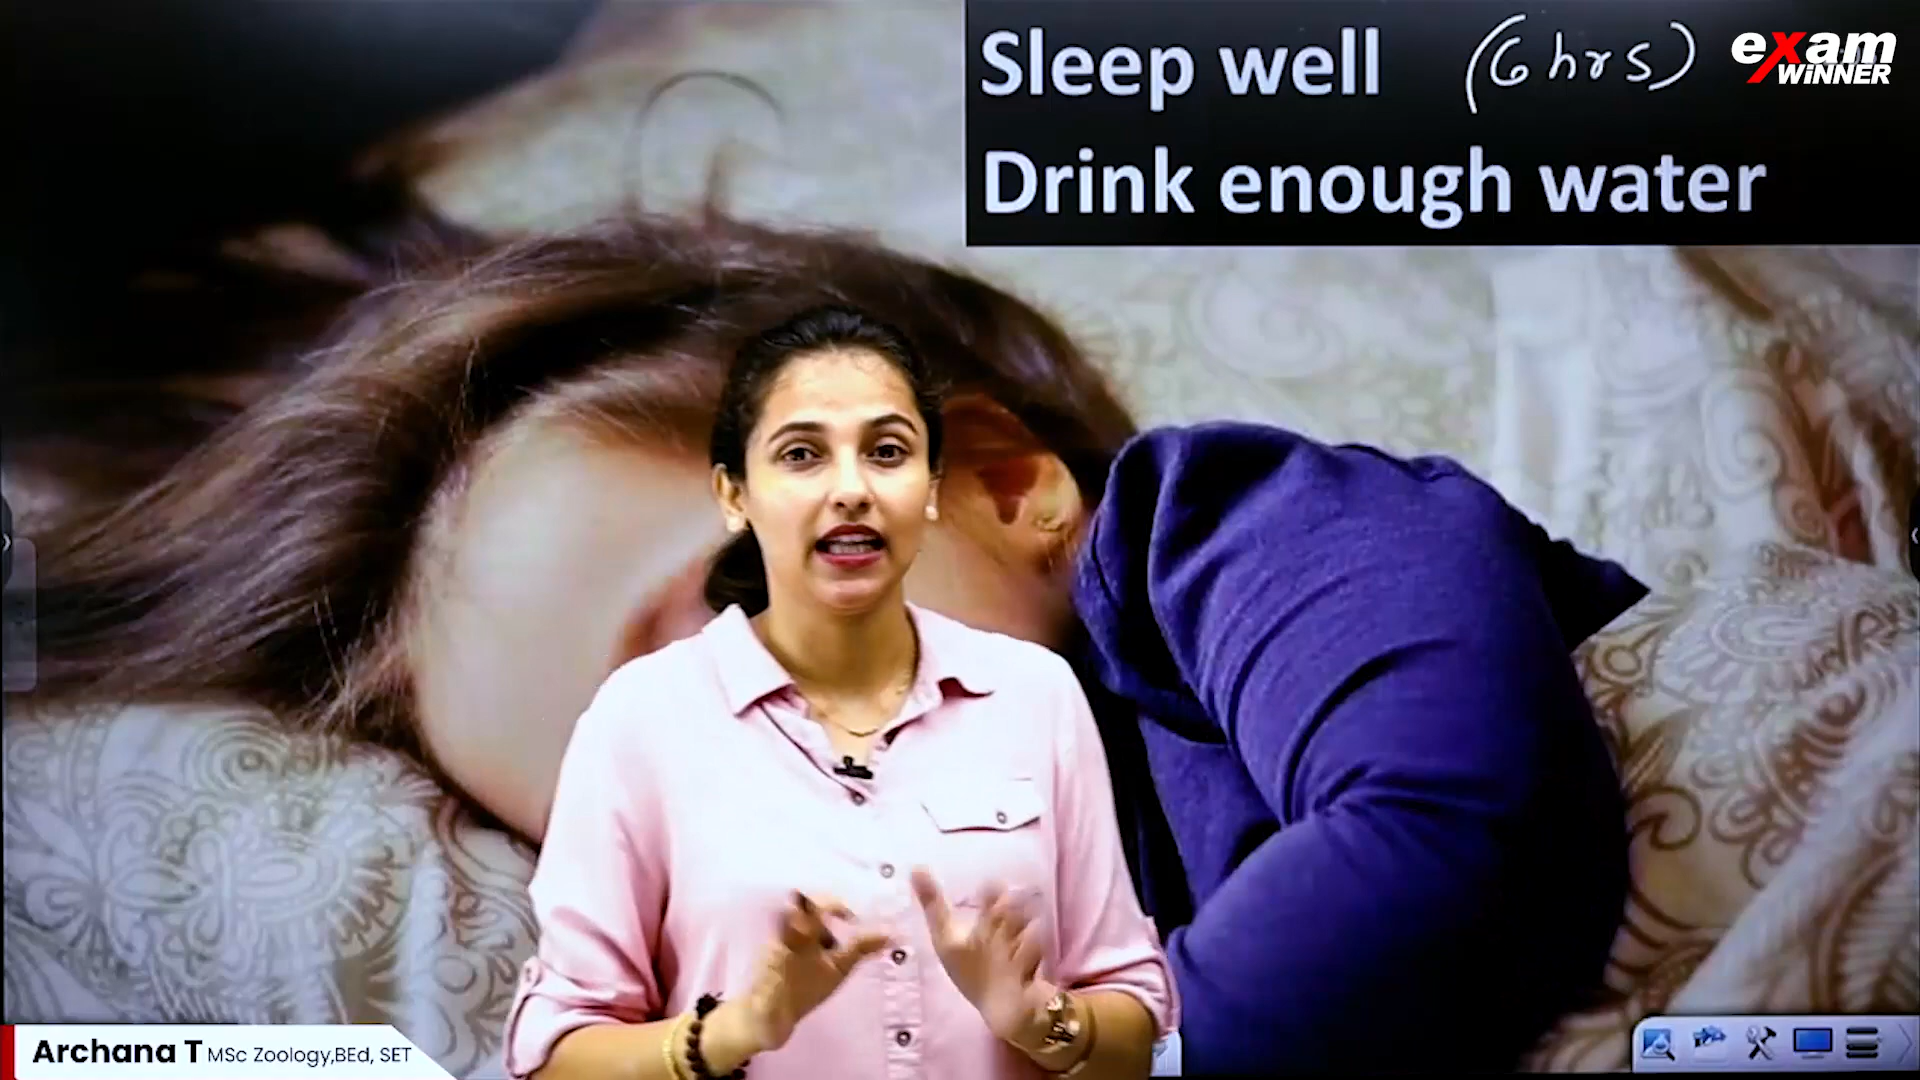 Sleep well (6 hrs)
Drink enough water
exam
WINNER
Archana T MSc Zoology,BEd, SET